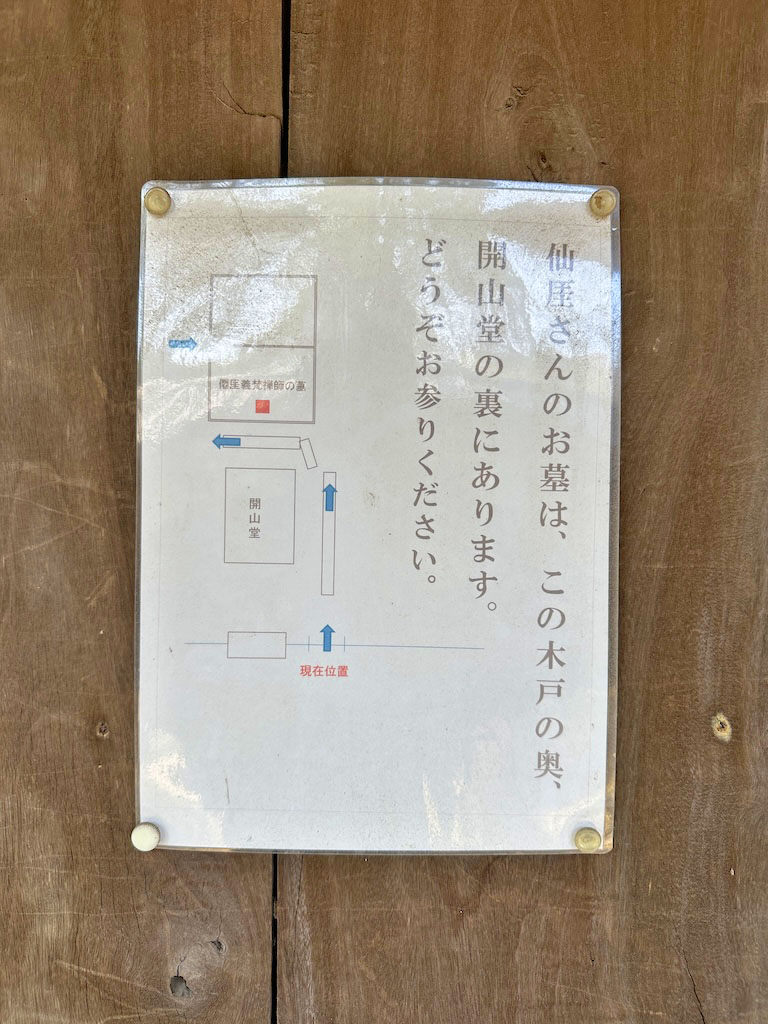 仙厓さんのお墓は、この木戸の奥、
開山堂の裏にあります。
どうぞお参りください。
僊厓義梵禅師の墓
開山堂
現在位置